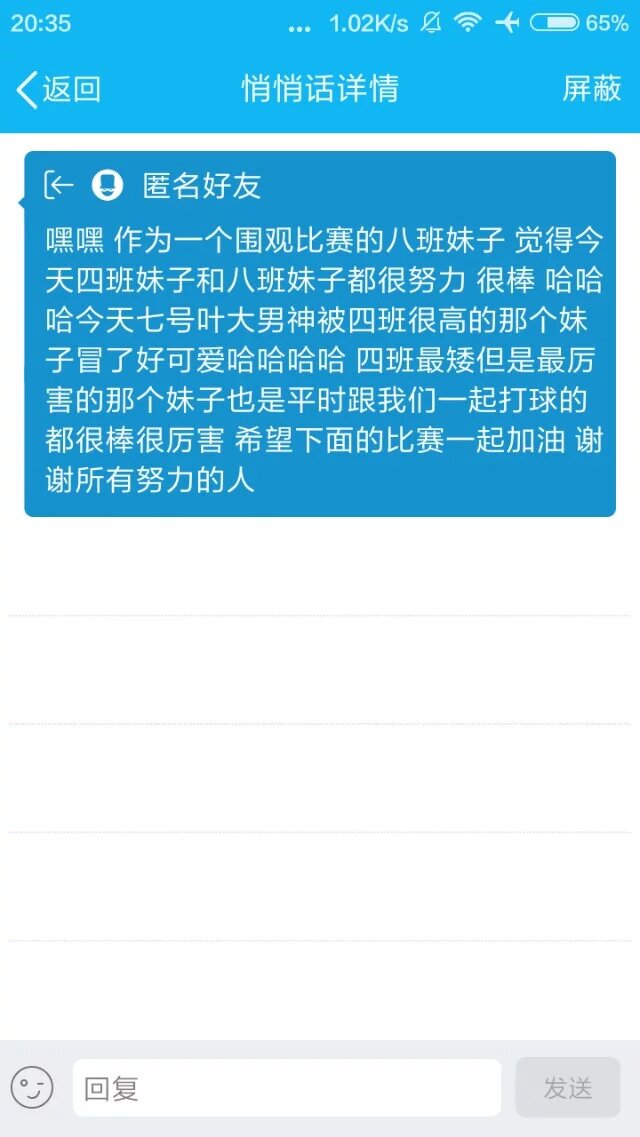 20:35 ... 1.02K/s 65%
返回 悄悄话详情 屏蔽
匿名好友
嘿嘿 作为一个围观比赛的八班妹子 觉得今
天四班妹子和八班妹子都很努力 很棒 哈哈
哈今天七号叶大男神被四班很高的那个妹
子冒了好可爱哈哈哈哈 四班最矮但是最厉
害的那个妹子也是平时跟我们一起打球的
都很棒很厉害 希望下面的比赛一起加油 谢
谢所有努力的人
回复 发送